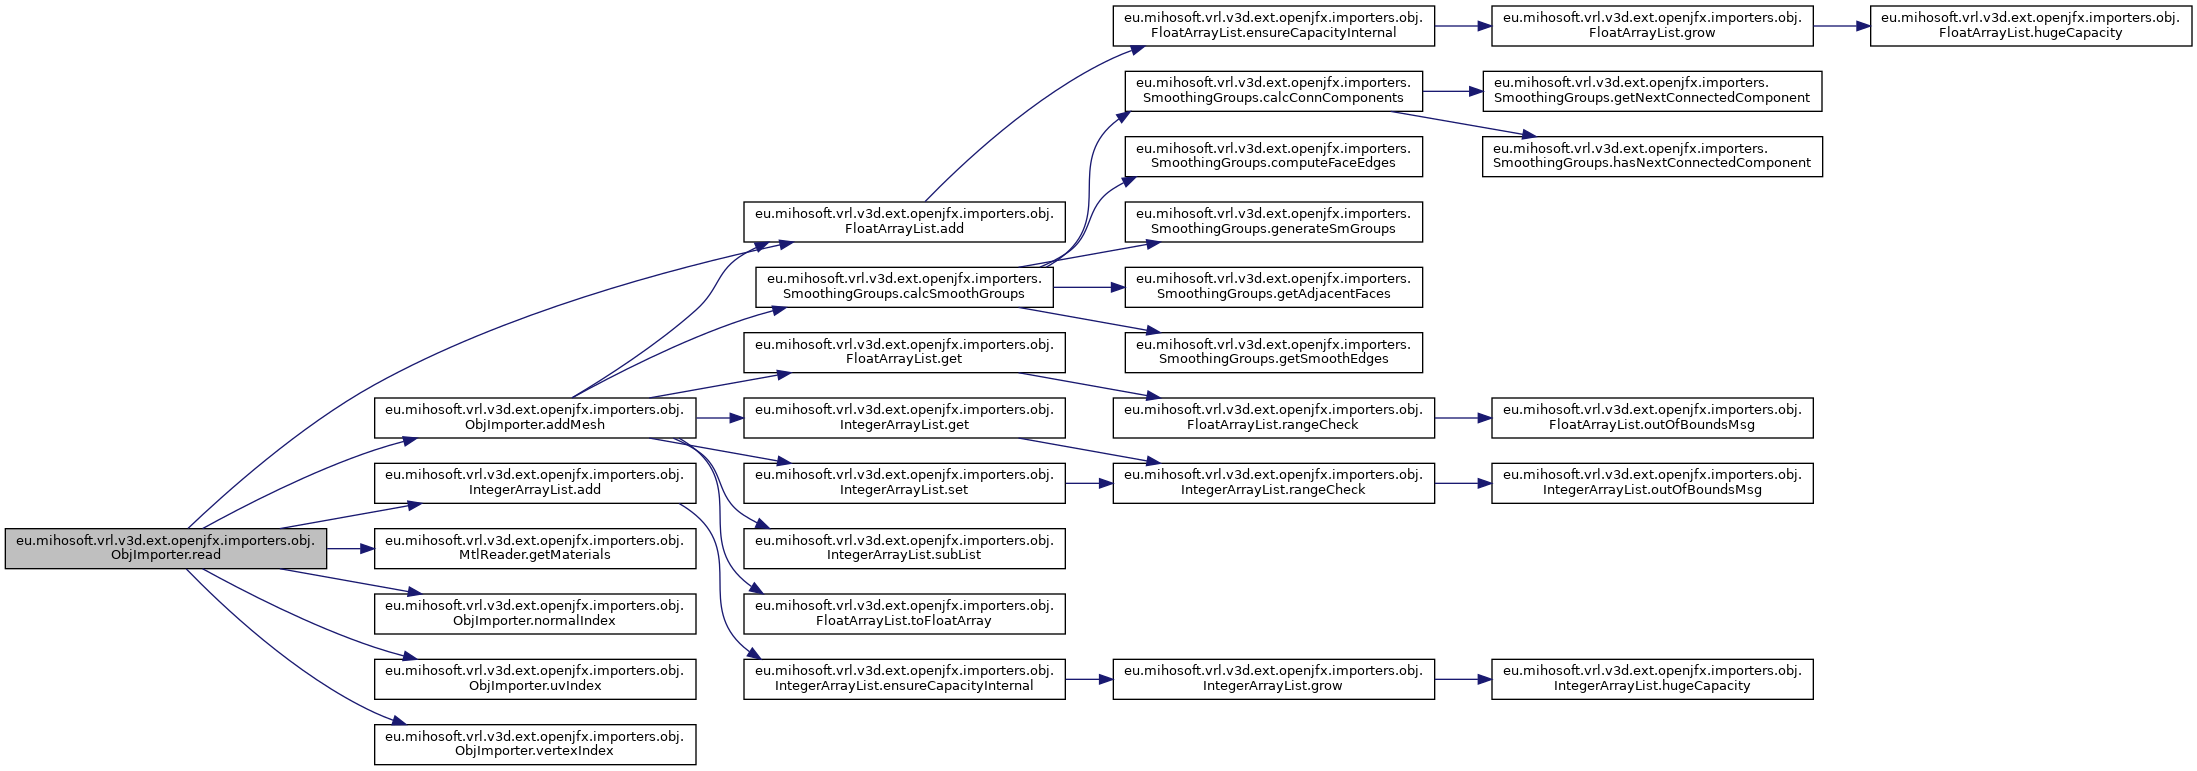 eu.mihosoft.vrl.v3d.ext.openjfx.importers.obj.
ObjImporter.read
eu.mihosoft.vrl.v3d.ext.openjfx.importers.obj.
ObjImporter.addMesh
eu.mihosoft.vrl.v3d.ext.openjfx.importers.obj.
IntegerArrayList.add
eu.mihosoft.vrl.v3d.ext.openjfx.importers.obj.
MtlReader.getMaterials
eu.mihosoft.vrl.v3d.ext.openjfx.importers.obj.
ObjImporter.normalIndex
eu.mihosoft.vrl.v3d.ext.openjfx.importers.obj.
ObjImporter.uvIndex
eu.mihosoft.vrl.v3d.ext.openjfx.importers.obj.
ObjImporter.vertexIndex
eu.mihosoft.vrl.v3d.ext.openjfx.importers.obj.
FloatArrayList.add
eu.mihosoft.vrl.v3d.ext.openjfx.importers.
SmoothingGroups.calcSmoothGroups
eu.mihosoft.vrl.v3d.ext.openjfx.importers.obj.
FloatArrayList.get
eu.mihosoft.vrl.v3d.ext.openjfx.importers.obj.
IntegerArrayList.get
eu.mihosoft.vrl.v3d.ext.openjfx.importers.obj.
IntegerArrayList.set
eu.mihosoft.vrl.v3d.ext.openjfx.importers.obj.
IntegerArrayList.subList
eu.mihosoft.vrl.v3d.ext.openjfx.importers.obj.
FloatArrayList.toFloatArray
eu.mihosoft.vrl.v3d.ext.openjfx.importers.obj.
IntegerArrayList.ensureCapacityInternal
eu.mihosoft.vrl.v3d.ext.openjfx.importers.obj.
FloatArrayList.ensureCapacityInternal
eu.mihosoft.vrl.v3d.ext.openjfx.importers.
SmoothingGroups.calcConnComponents
eu.mihosoft.vrl.v3d.ext.openjfx.importers.
SmoothingGroups.computeFaceEdges
eu.mihosoft.vrl.v3d.ext.openjfx.importers.
SmoothingGroups.generateSmGroups
eu.mihosoft.vrl.v3d.ext.openjfx.importers.
SmoothingGroups.getAdjacentFaces
eu.mihosoft.vrl.v3d.ext.openjfx.importers.
SmoothingGroups.getSmoothEdges
eu.mihosoft.vrl.v3d.ext.openjfx.importers.obj.
FloatArrayList.rangeCheck
eu.mihosoft.vrl.v3d.ext.openjfx.importers.obj.
IntegerArrayList.rangeCheck
eu.mihosoft.vrl.v3d.ext.openjfx.importers.obj.
IntegerArrayList.grow
eu.mihosoft.vrl.v3d.ext.openjfx.importers.obj.
FloatArrayList.grow
eu.mihosoft.vrl.v3d.ext.openjfx.importers.
SmoothingGroups.getNextConnectedComponent
eu.mihosoft.vrl.v3d.ext.openjfx.importers.
SmoothingGroups.hasNextConnectedComponent
eu.mihosoft.vrl.v3d.ext.openjfx.importers.obj.
FloatArrayList.outOfBoundsMsg
eu.mihosoft.vrl.v3d.ext.openjfx.importers.obj.
IntegerArrayList.outOfBoundsMsg
eu.mihosoft.vrl.v3d.ext.openjfx.importers.obj.
IntegerArrayList.hugeCapacity
eu.mihosoft.vrl.v3d.ext.openjfx.importers.obj.
FloatArrayList.hugeCapacity